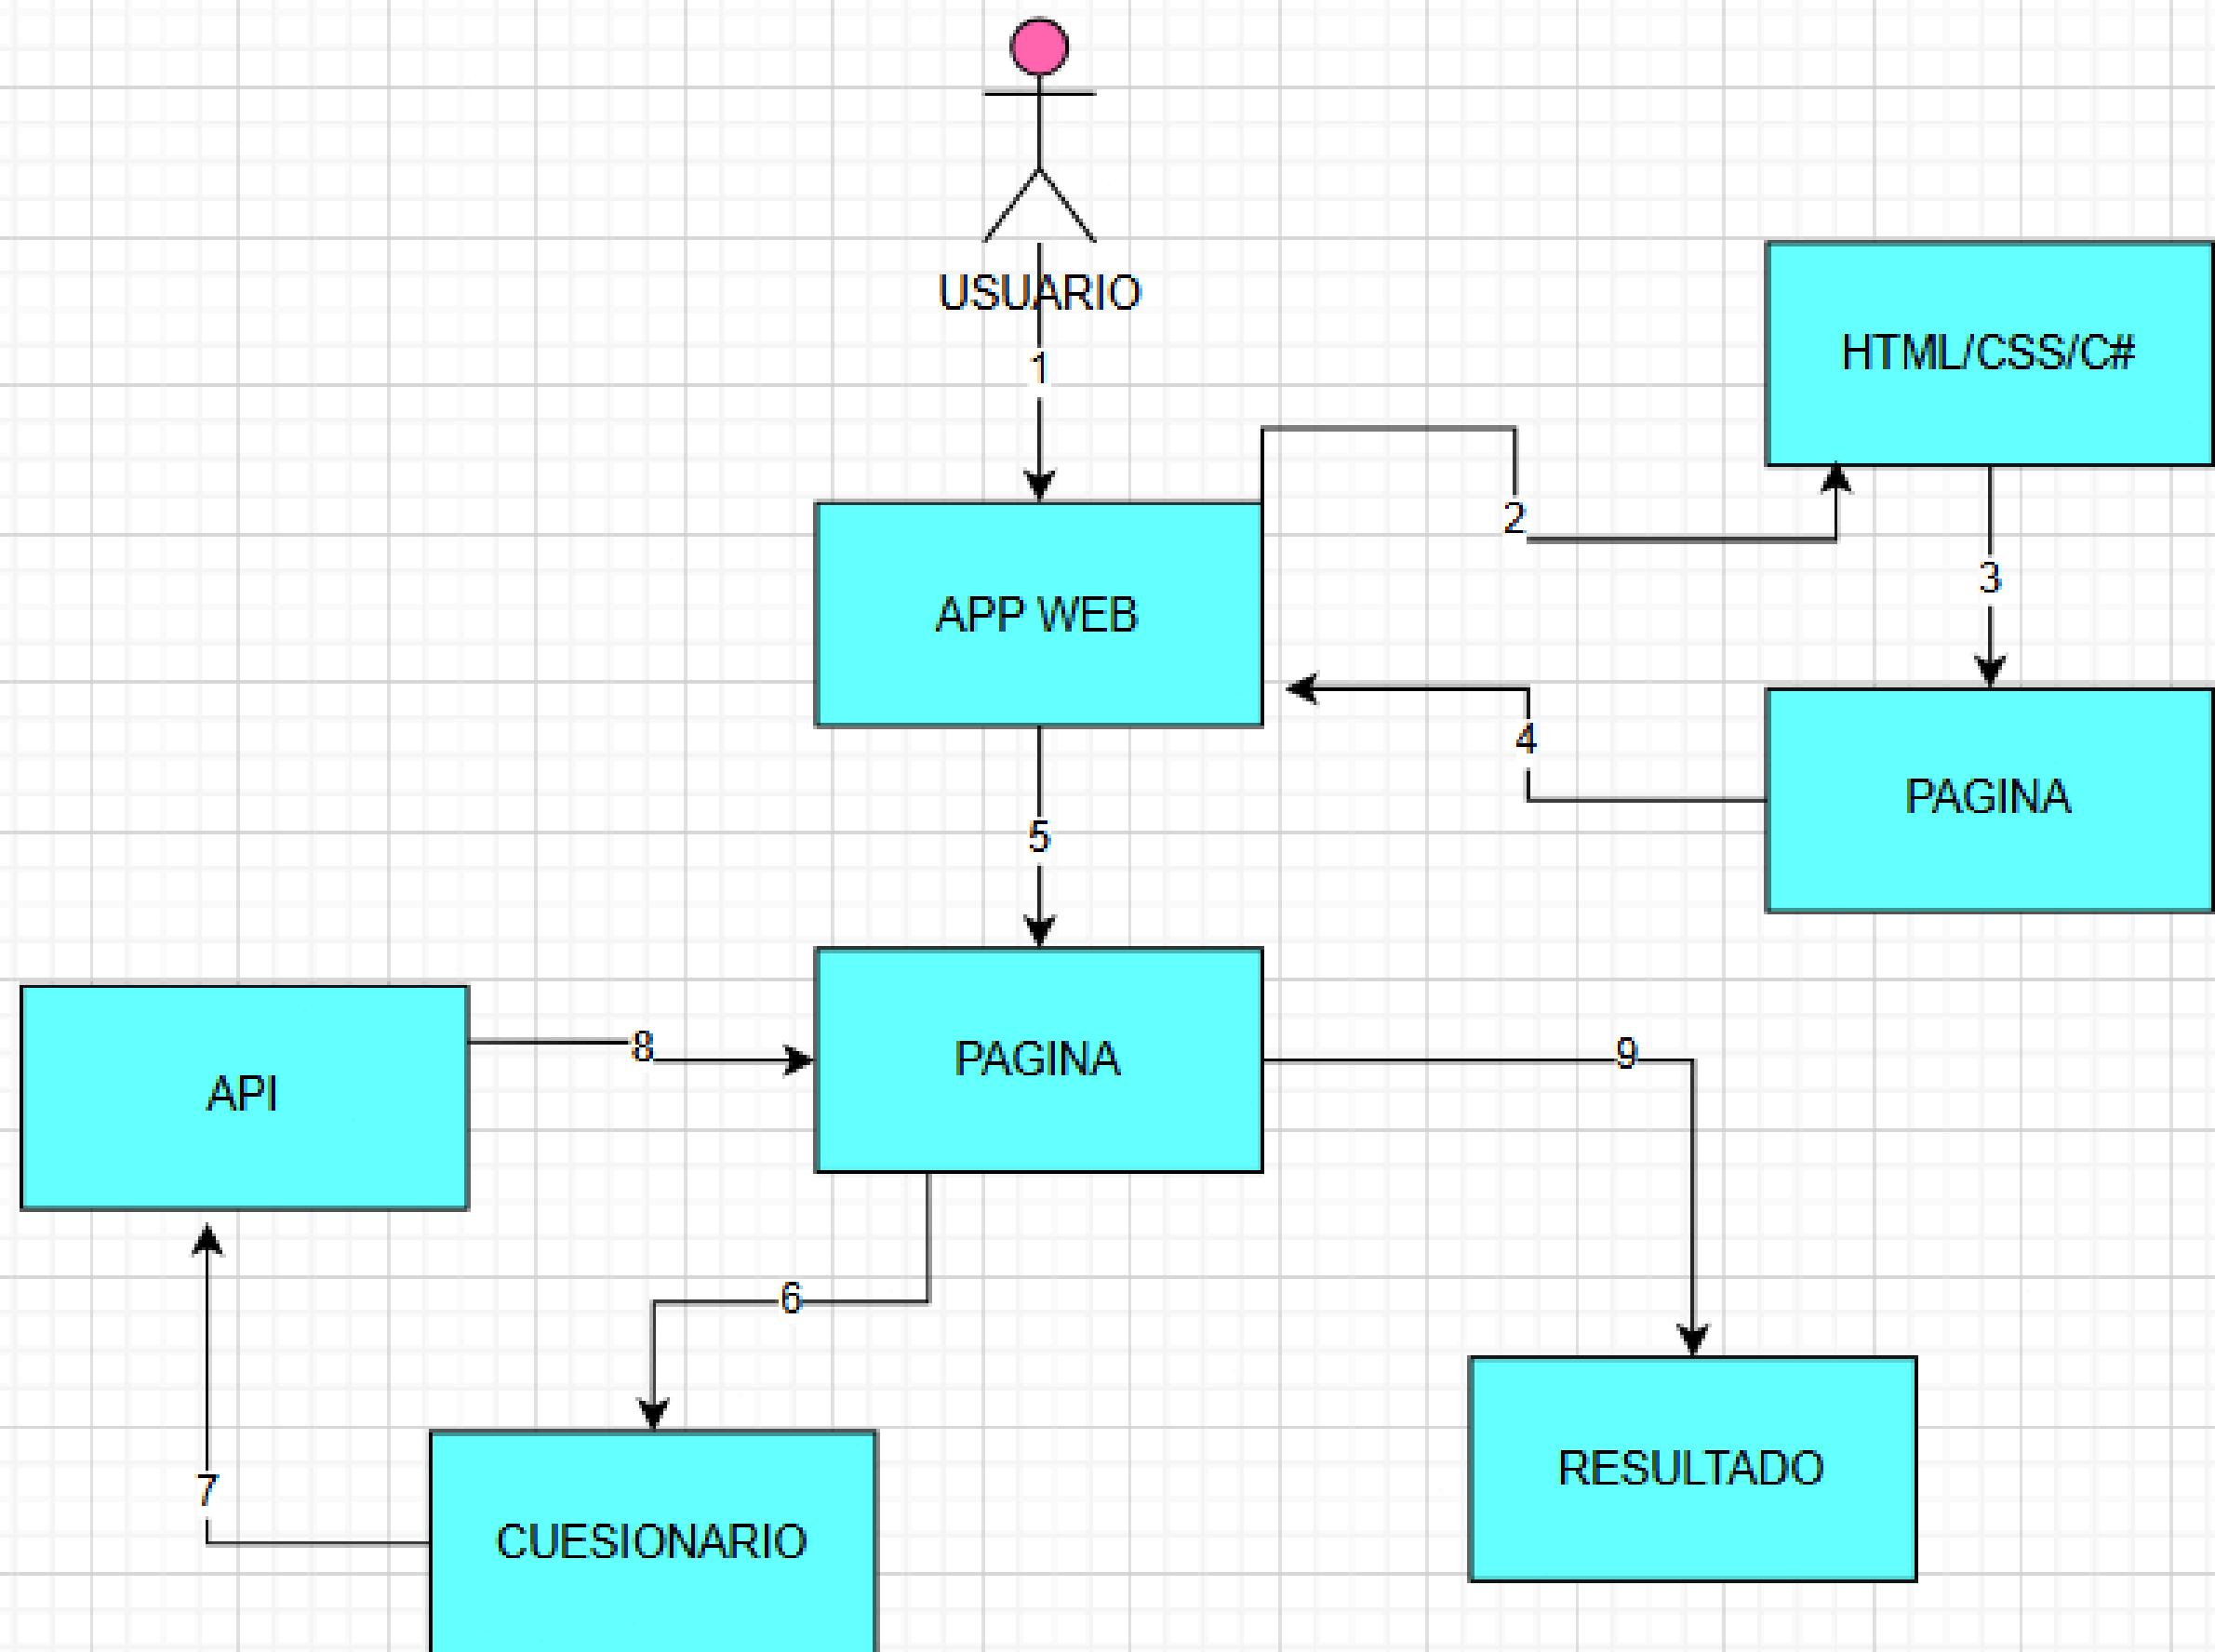 USUARIO
1
HTML/CSS/C#
2
APP WEB
3
4
PAGINA
5
8
PAGINA
9
API
6
7
RESULTADO
CUESIONARIO